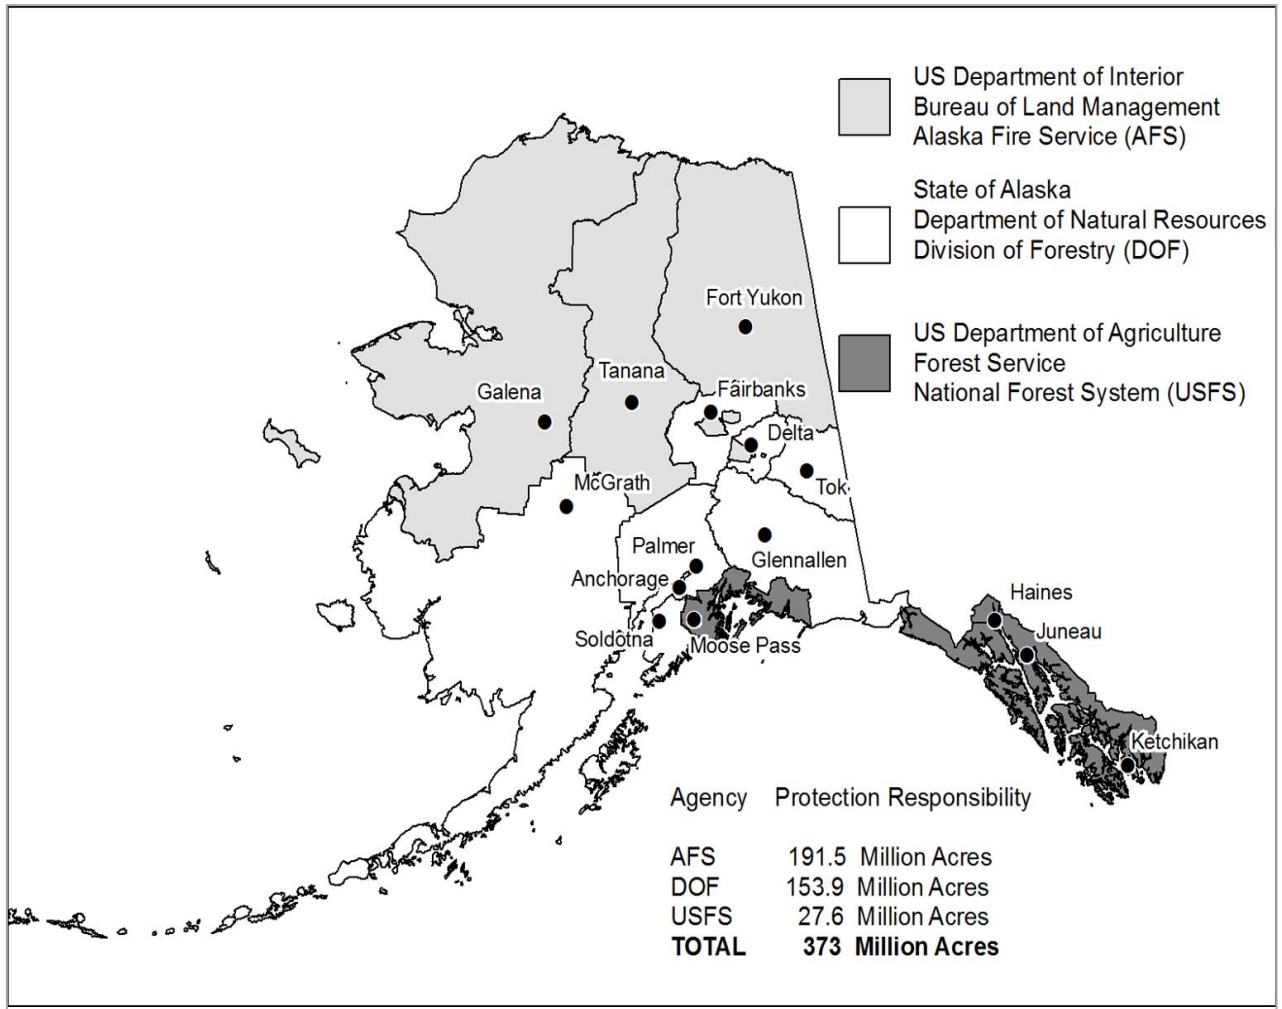 US Department of Interior
Bureau of Land Management
Alaska Fire Service (AFS)
State of Alaska
Department of Natural Resources
Division of Forestry (DOF)
US Department of Agriculture
Forest Service
National Forest System (USFS)
Fort Yukon
Tanana
Galena
Fairbanks
Delta
McGrath
Tok
Palmer
Glennallen
Anchorage
Haines
Soldotna
Moose Pass
Juneau
Ketchikan
Agency Protection Responsibility
AFS 191.5 Million Acres
DOF 153.9 Million Acres
USFS 27.6 Million Acres
TOTAL 373 Million Acres